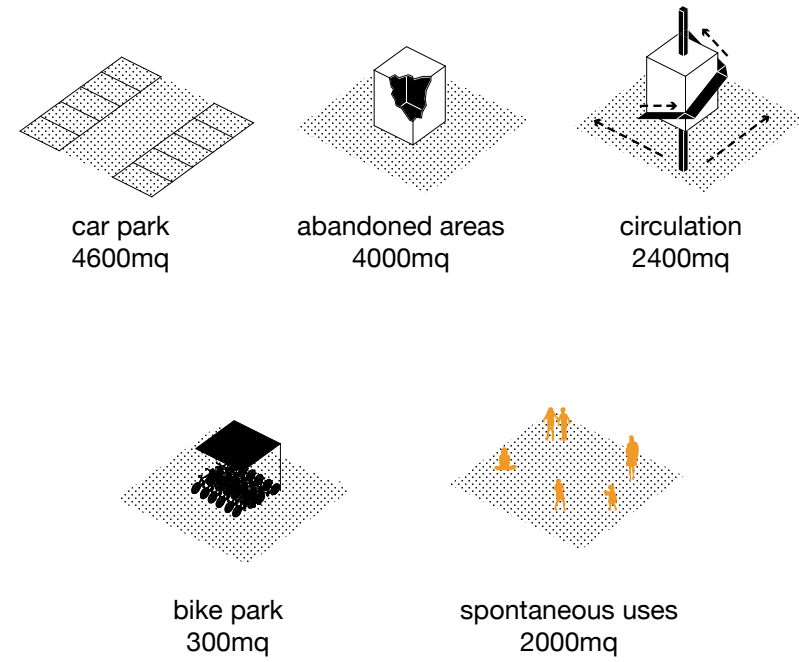 car park
4600mq
abandoned areas
4000mq
circulation
2400mq
bike park
300mq
spontaneous uses
2000mq